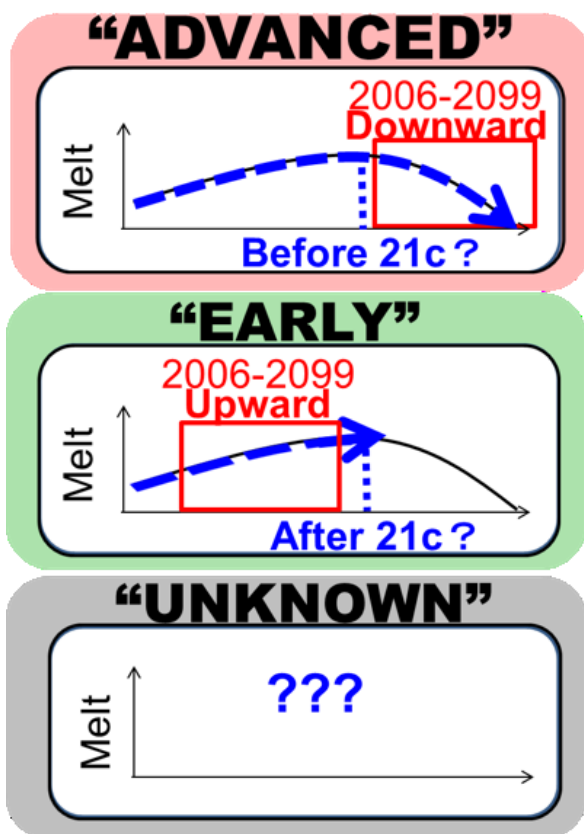 “ADVANCED”
2006-2099
Downward
Melt
Before 21c？
“EARLY”
2006-2099
Upward
Melt
After 21c？
“UNKNOWN”
???
Melt